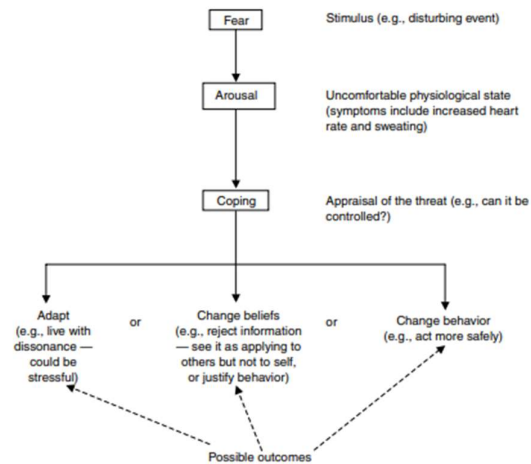 Fear
Stimulus (e.g., disturbing event)
Arousal
Uncomfortable physiological state
(symptoms include increased heart
rate and sweating)
Coping
Appraisal of the threat (e.g., can it be
controlled?)
Adapt
(e.g., live with
dissonance —
could be
stressful)
or
Change beliefs
(e.g., reject information
— see it as applying to
others but not to self,
or justify behavior)
or
Change behavior
(e.g., act more safely)
Possible outcomes